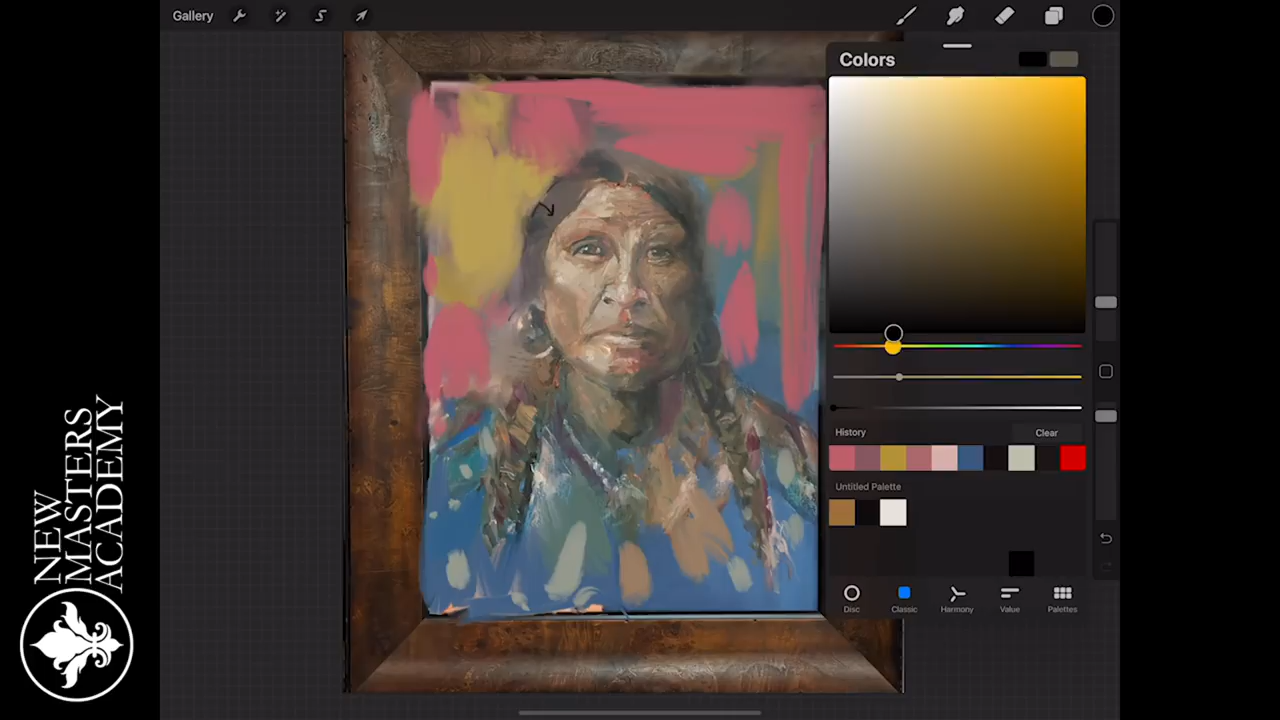 Gallery
Colors
History
Clear
Untitled Palette
Disc
Classic
Harmony
Value
Palettes
NEW
MASTERS
ACADEMY